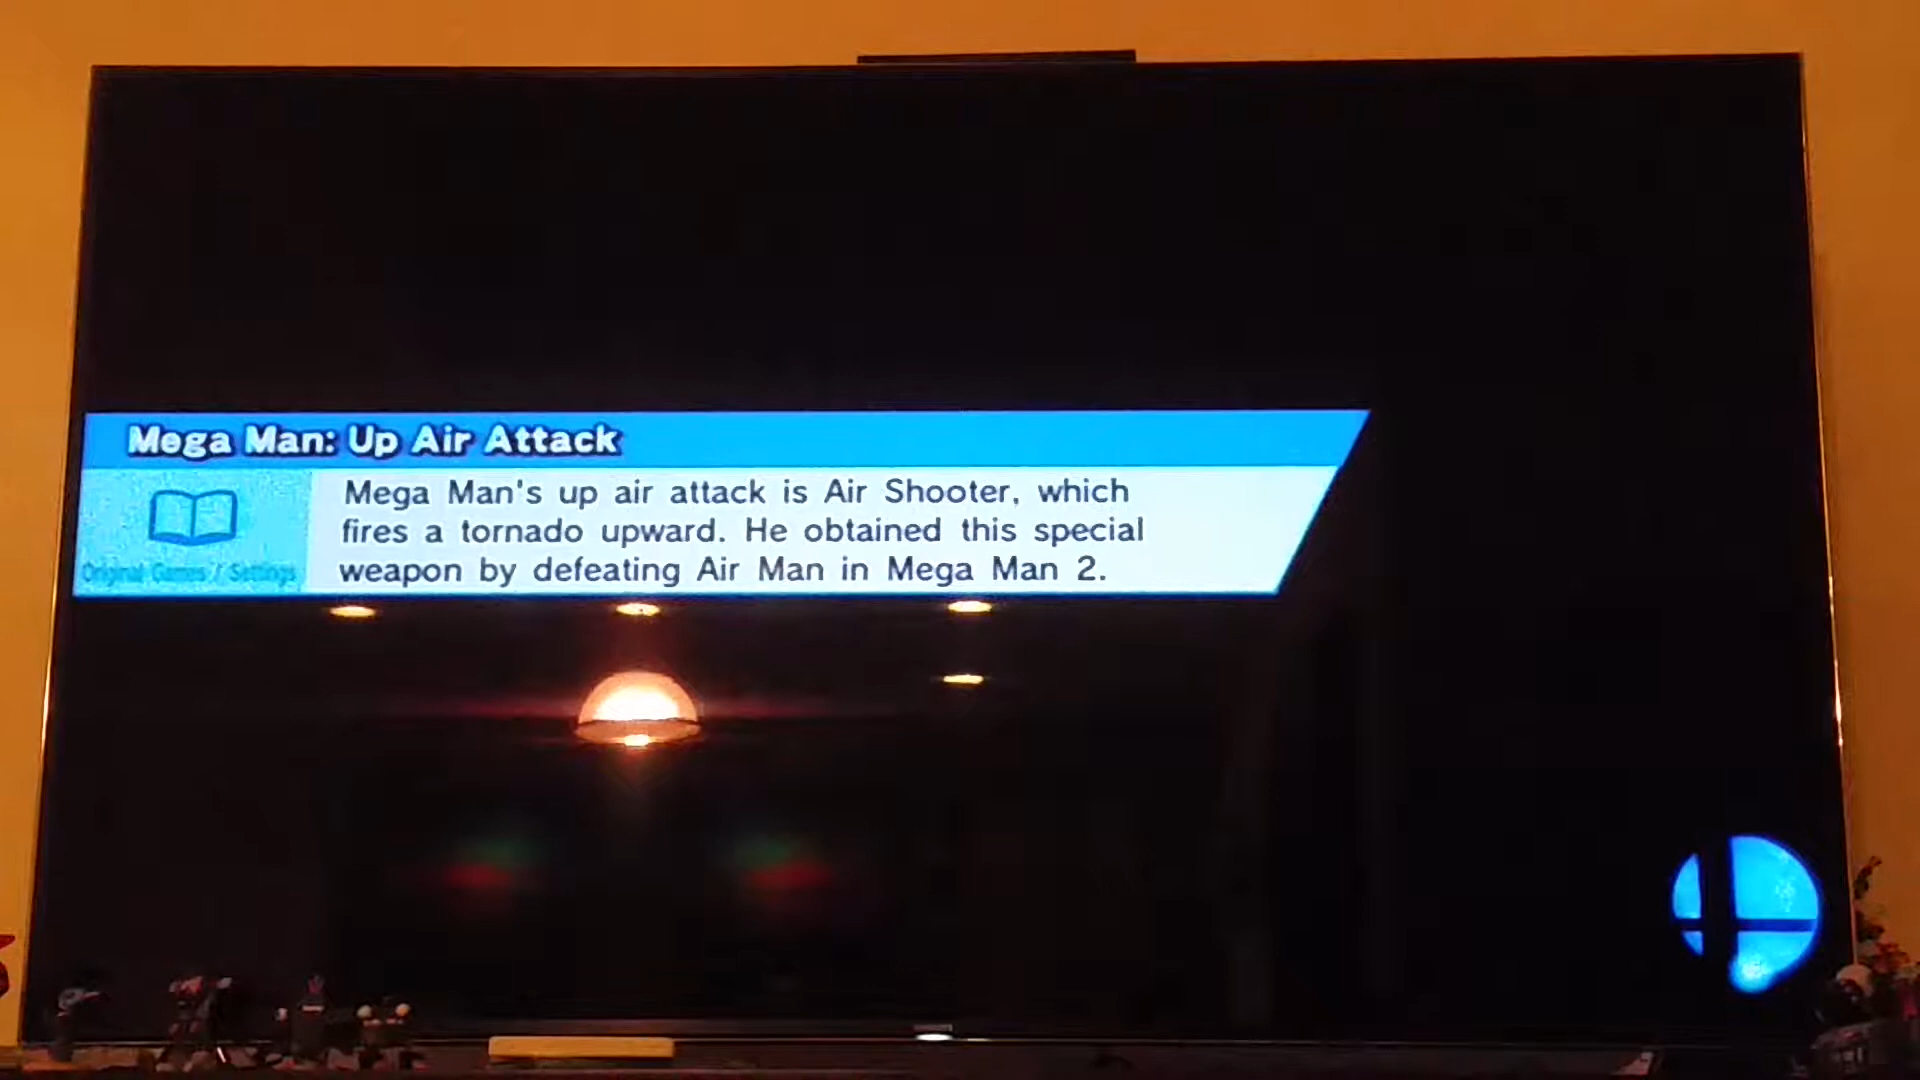 Mega Man: Up Air Attack
Mega Man's up air attack is Air Shooter, which
fires a tornado upward. He obtained this special
weapon by defeating Air Man in Mega Man 2.
Original Games / Settings